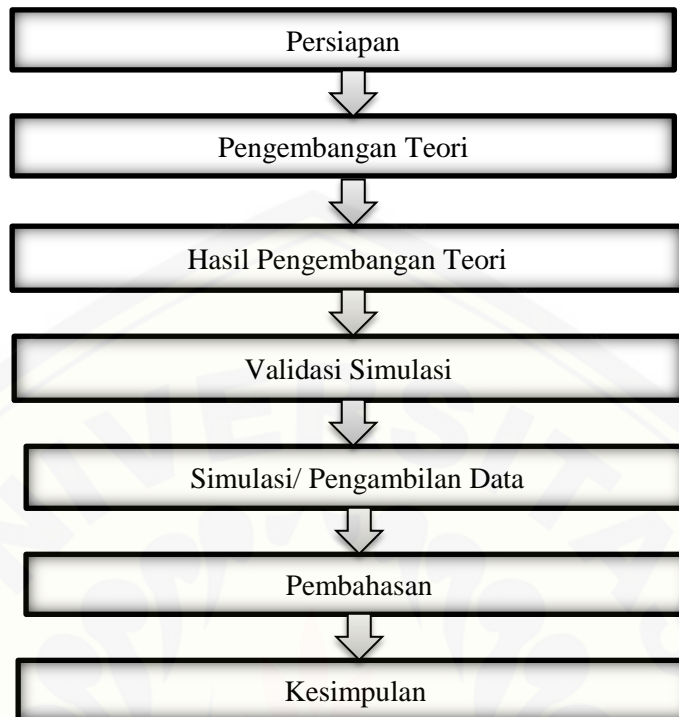 Persiapan
Pengembangan Teori
Hasil Pengembangan Teori
Validasi Simulasi
Simulasi/ Pengambilan Data
Pembahasan
Kesimpulan